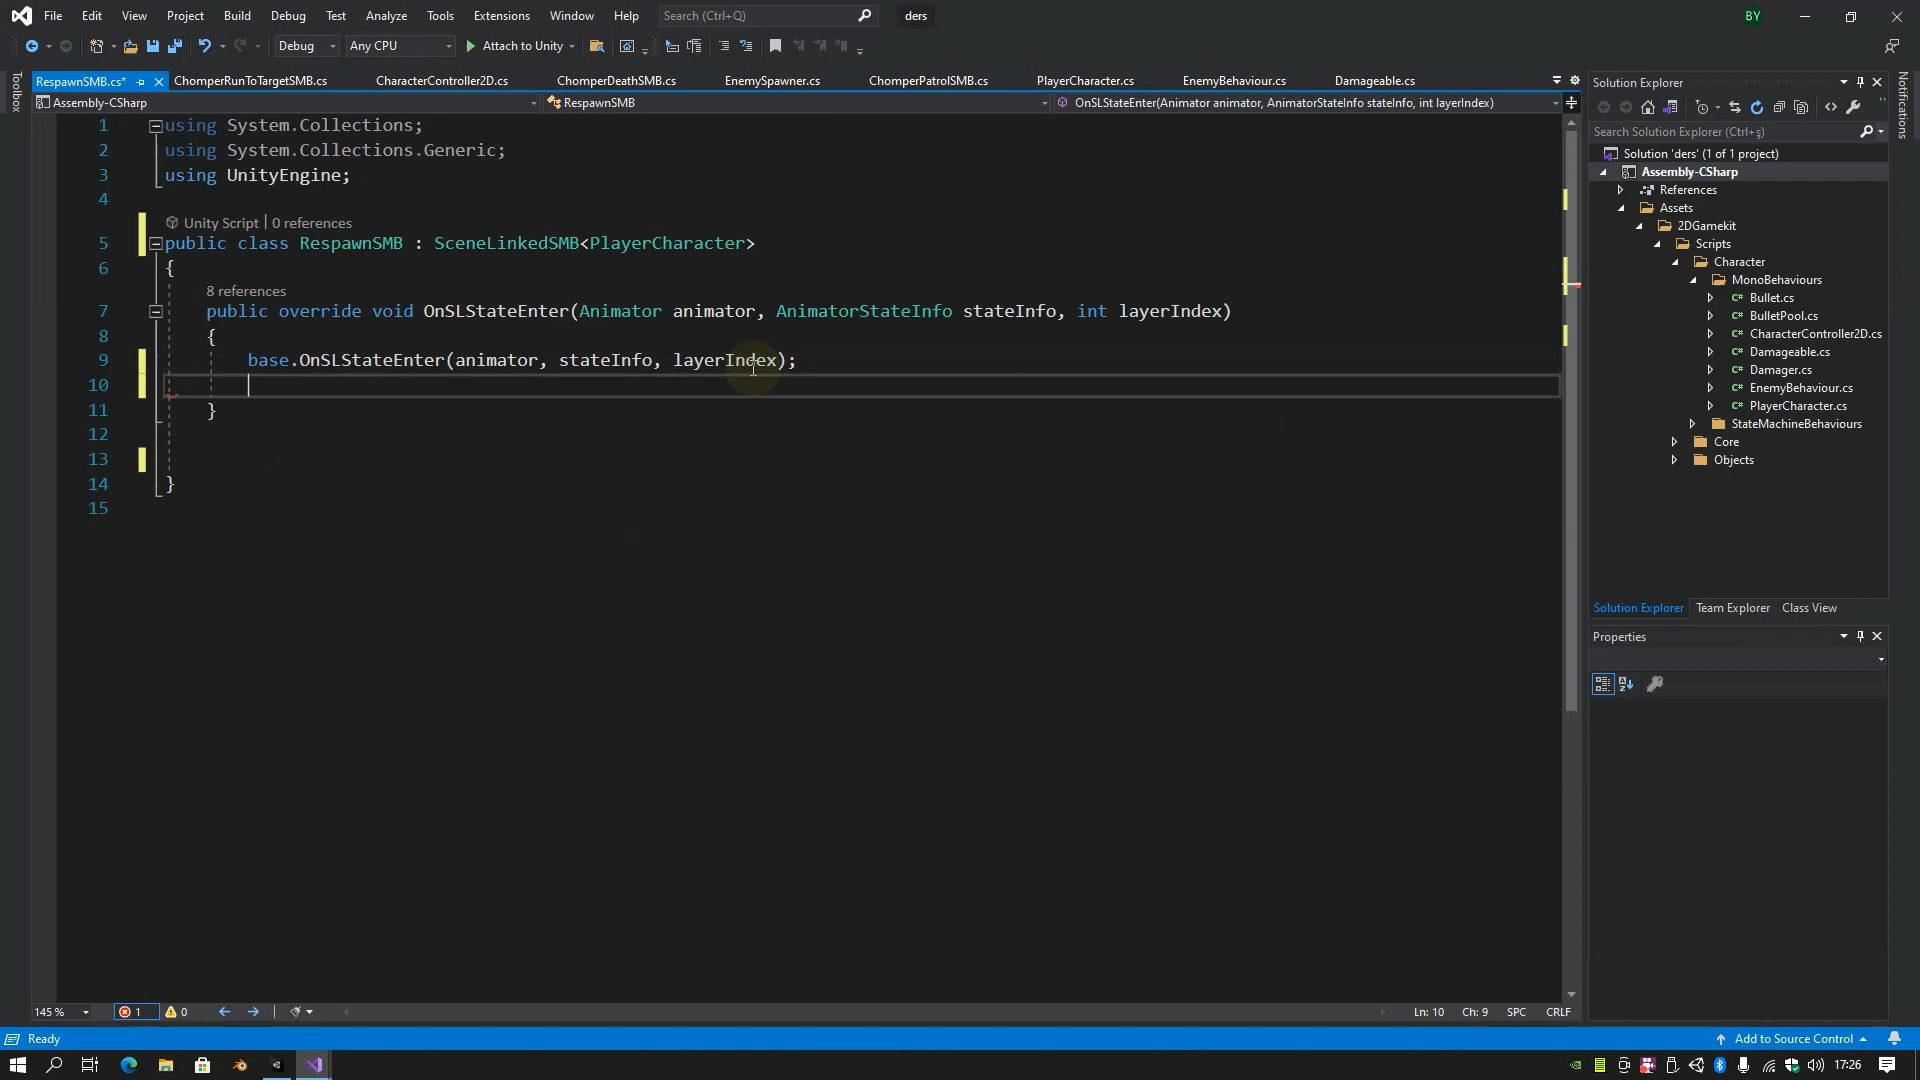 File Edit View Project Build Debug Test Analyze Tools Extensions Window Help Search (Ctrl+Q) ders BY
Debug Any CPU Attach to Unity
RespawnSMB.cs* ChomperRunToTargetSMB.cs CharacterController2D.cs ChomperDeathSMB.cs EnemySpawner.cs ChomperPatrolSMB.cs PlayerCharacter.cs EnemyBehaviour.cs Damageable.cs
Assembly-CSharp RespawnSMB OnSLStateEnter(Animator animator, AnimatorStateInfo stateInfo, int layerIndex)
Toolbox
1 using System.Collections;
2 using System.Collections.Generic;
3 using UnityEngine;
4
Unity Script | 0 references
5 public class RespawnSMB : SceneLinkedSMB<PlayerCharacter>
6 {
8 references
7 public override void OnSLStateEnter(Animator animator, AnimatorStateInfo stateInfo, int layerIndex)
8 {
9 base.OnSLStateEnter(animator, stateInfo, layerIndex);
10
11 }
12
13
14 }
15
145 % 1 0 Ln: 10 Ch: 9 SPC CRLF
Solution Explorer
Search Solution Explorer (Ctrl+ş)
Solution 'ders' (1 of 1 project)
Assembly-CSharp
References
Assets
2DGamekit
Scripts
Character
MonoBehaviours
C# Bullet.cs
C# BulletPool.cs
C# CharacterController2D.cs
C# Damageable.cs
C# Damager.cs
C# EnemyBehaviour.cs
C# PlayerCharacter.cs
StateMachineBehaviours
Core
Objects
Solution Explorer Team Explorer Class View
Properties
Notifications
Ready Add to Source Control
17:26